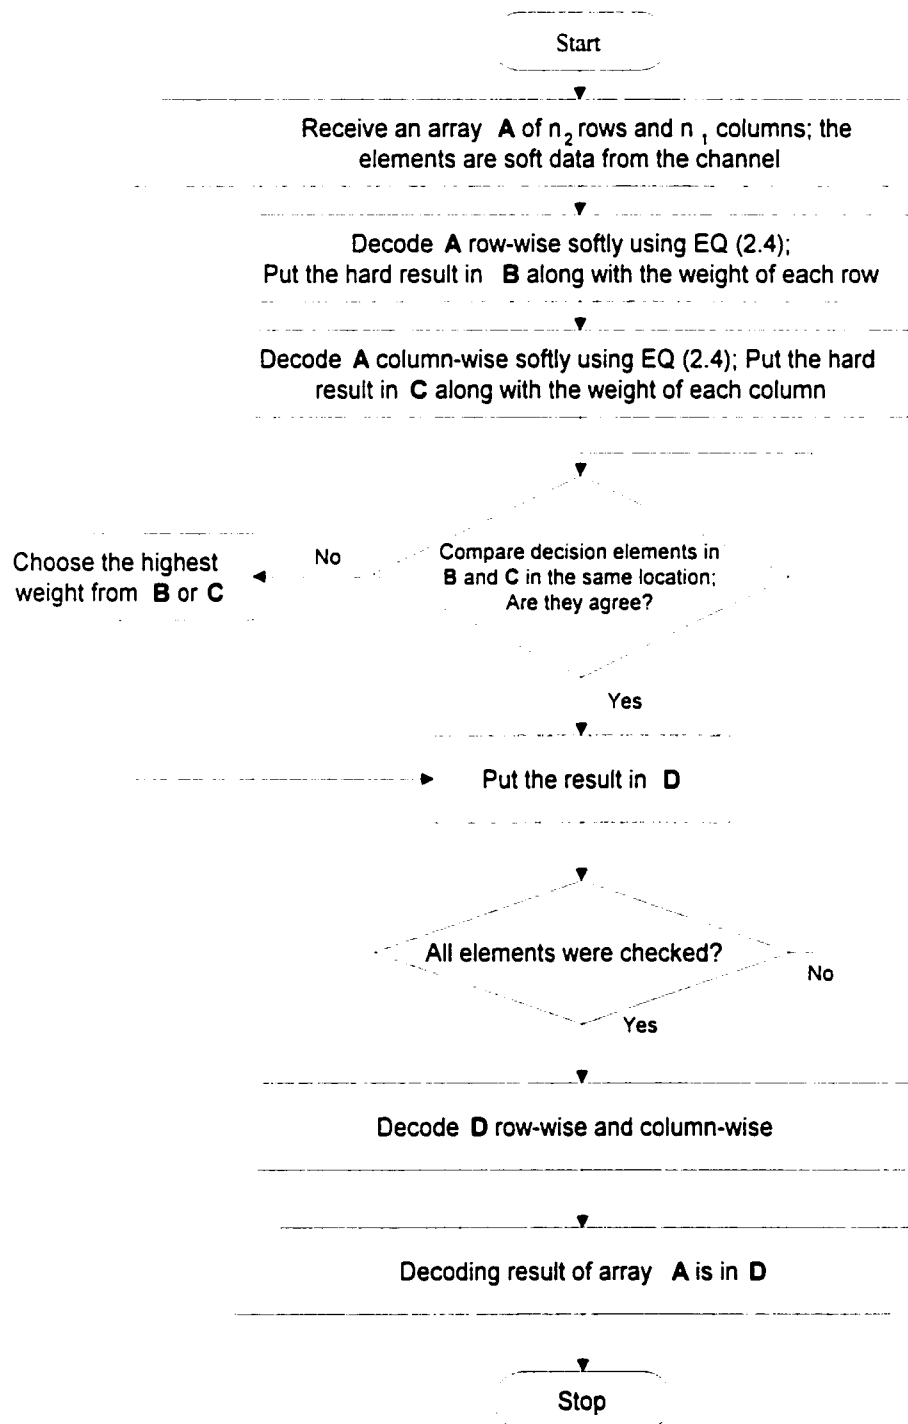 Start
Receive an array A of n2 rows and n1 columns; the
elements are soft data from the channel
Decode A row-wise softly using EQ (2.4);
Put the hard result in B along with the weight of each row
Decode A column-wise softly using EQ (2.4); Put the hard
result in C along with the weight of each column
Choose the highest
weight from B or C
No
Compare decision elements in
B and C in the same location;
Are they agree?
Yes
Put the result in D
All elements were checked?
No
Yes
Decode D row-wise and column-wise
Decoding result of array A is in D
Stop